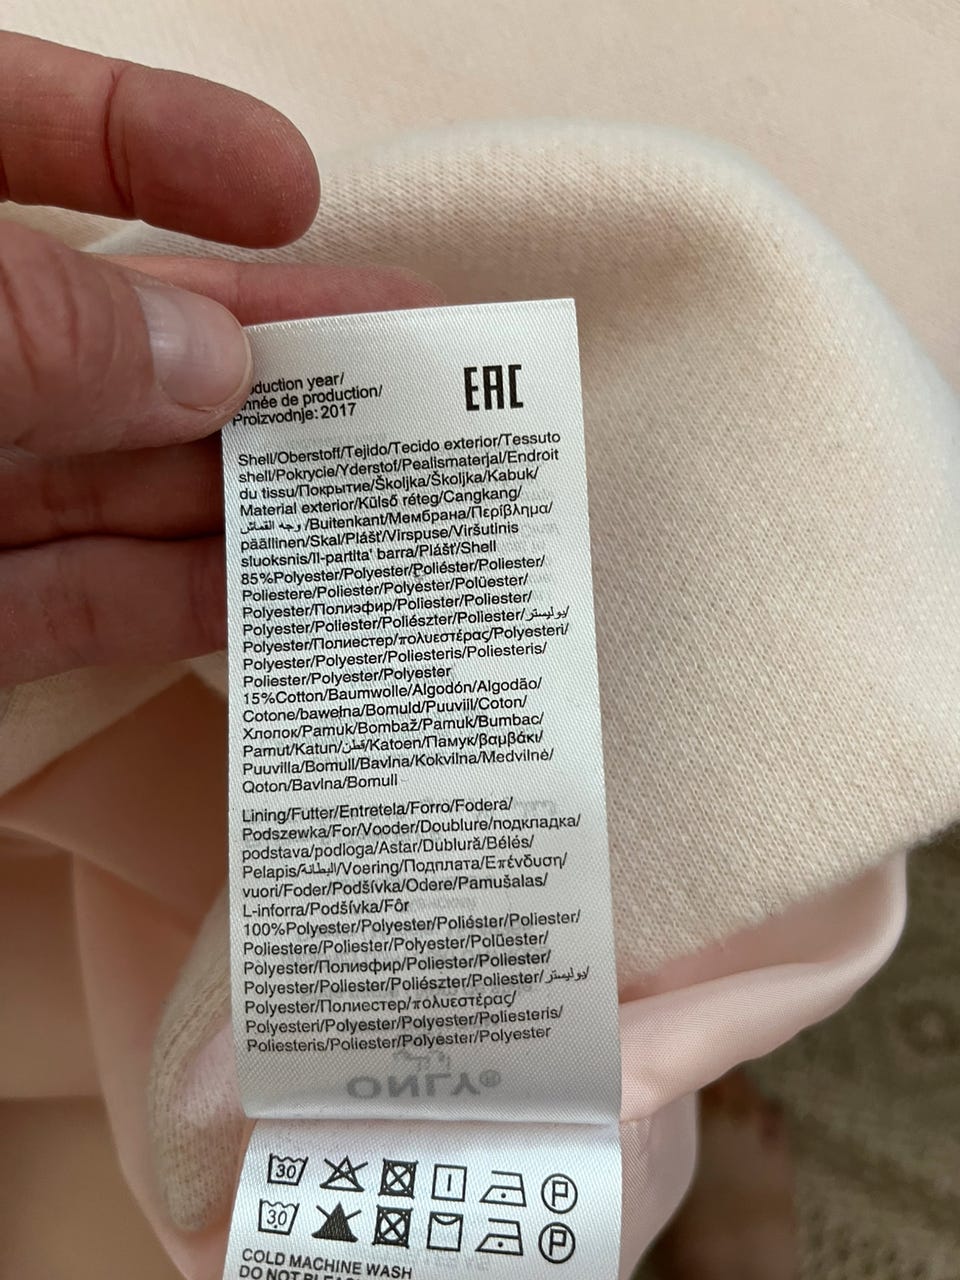 duction year/
nnée de production/
Proizvodnje: 2017
EAC
Shell/Oberstoff/Tejido/Tecido exterior/Tessuto
shell/Pokrycie/Yderstof/Pealismaterjal/Endroit
du tissu/Покрытие/Školjka/Školjka/Kabuk/
Material exterior/Külső réteg/Cangkang/
وجه القماش/Buitenkant/Мембрана/Περίβλημα/
päällinen/Skal/Plášť/Virspuse/Viršutinis
sluoksnis/Il-partita' barra/Plášť/Shell
85%Polyester/Polyester/Poliéster/Poliester/
Poliestere/Poliester/Polyester/Polüester/
Polyester/Полиэфир/Poliester/Poliester/
Polyester/Poliester/Poliészter/Poliester/بوليستر/
Polyester/Полиестер/πολυεστέρας/Polyesteri/
Polyester/Polyester/Poliesteris/Poliesteris/
Poliester/Polyester/Polyester
15%Cotton/Baumwolle/Algodón/Algodão/
Cotone/bawełna/Bomuld/Puuvill/Coton/
Хлопок/Pamuk/Bombaž/Pamuk/Bumbac/
Pamut/Katun/قطن/Katoen/Памук/βαμβάκι/
Puuvilla/Bomull/Bavlna/Kokvilna/Medvilnė/
Qoton/Bavlna/Bomull
Lining/Futter/Entretela/Forro/Fodera/
Podszewka/For/Vooder/Doublure/подкладка/
podstava/podloga/Astar/Dublură/Bélés/
Pelapis/البطانة/Voering/Подплата/Επένδυση/
vuori/Foder/Podšívka/Odere/Pamušalas/
L-inforra/Podšívka/Fôr
100%Polyester/Polyester/Poliéster/Poliester/
Poliestere/Poliester/Polyester/Polüester/
Polyester/Полиэфир/Poliester/Poliester/
Polyester/Poliester/Poliészter/Poliester/بوليستر/
Polyester/Полиестер/πολυεστέρας/
Polyesteri/Polyester/Polyester/Poliesteris/
Poliesteris/Poliester/Polyester/Polyester
ONLY®
30 P
30 P
COLD MACHINE WASH
DO NOT